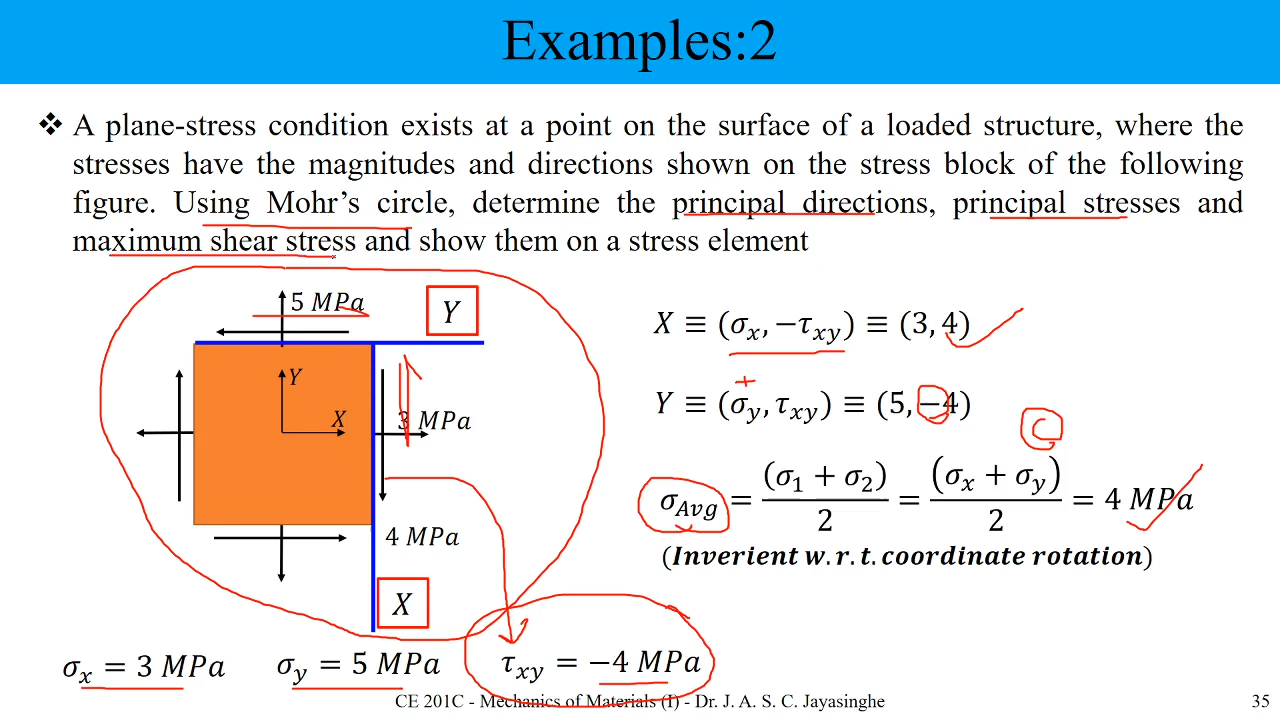 Examples:2
❖ A plane-stress condition exists at a point on the surface of a loaded structure, where the
stresses have the magnitudes and directions shown on the stress block of the following
figure. Using Mohr's circle, determine the principal directions, principal stresses and
maximum shear stress and show them on a stress element
5 MPa
Y
Y
X
3 MPa
4 MPa
X
X ≡ (σx, −τxy) ≡ (3, 4)
+
Y ≡ (σy, τxy) ≡ (5, −4)
C
σAvg = (σ1 + σ2)/2 = (σx + σy)/2 = 4 MPa
(Inverient w.r.t. coordinate rotation)
σx = 3 MPa σy = 5 MPa τxy = −4 MPa
CE 201C - Mechanics of Materials (I) - Dr. J. A. S. C. Jayasinghe 35